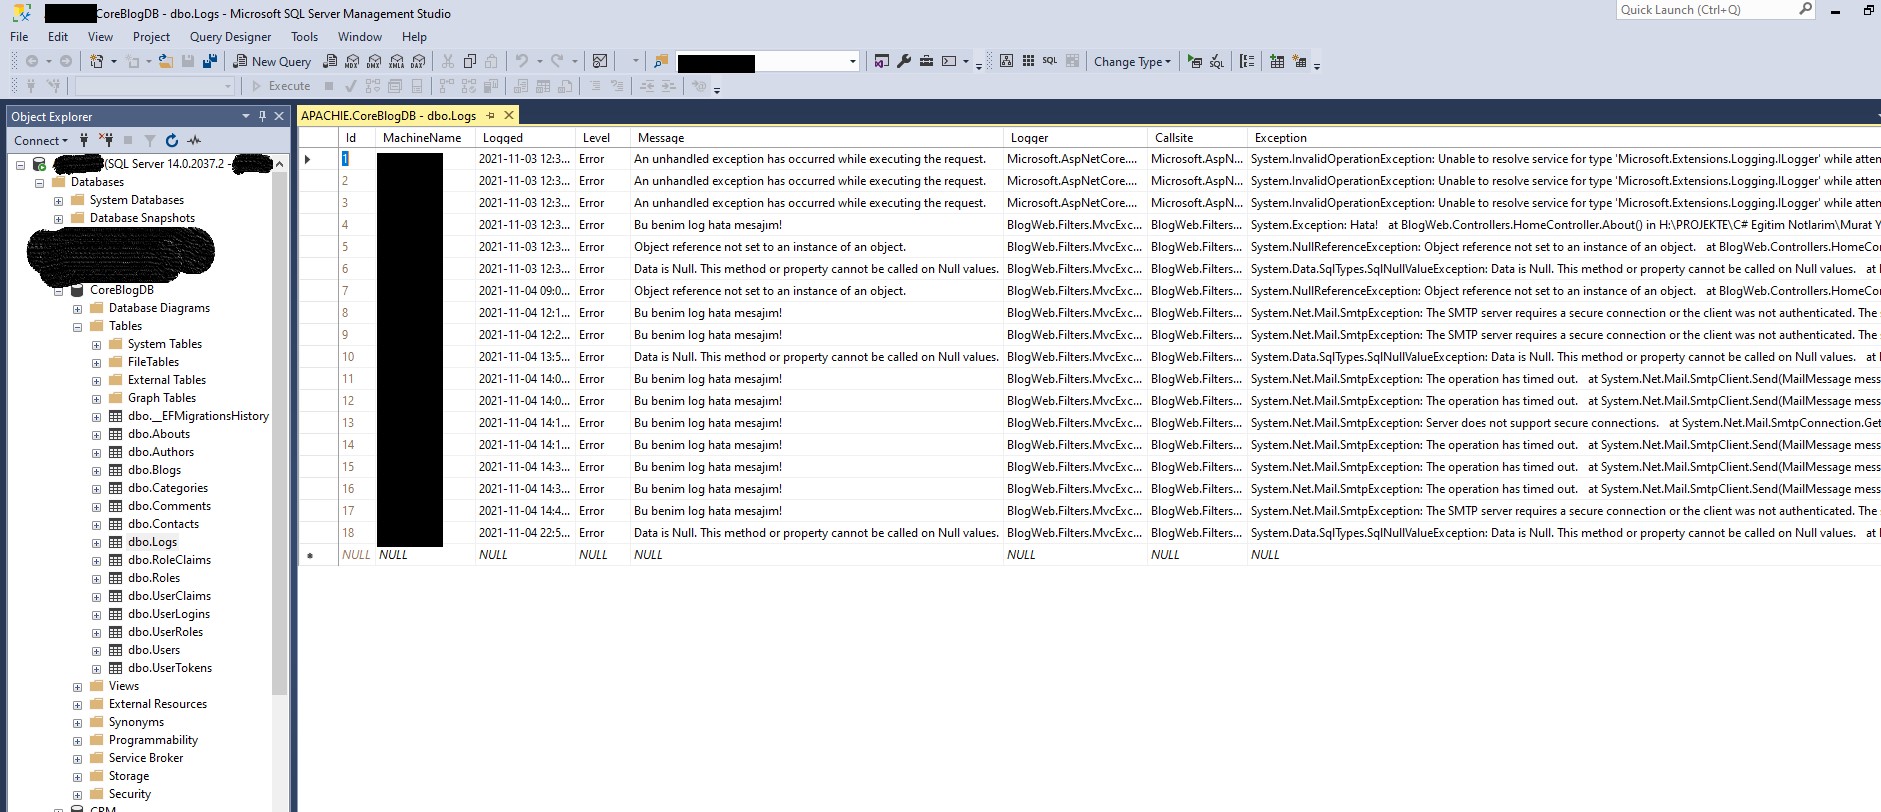 CoreBlogDB - dbo.Logs - Microsoft SQL Server Management Studio
Quick Launch (Ctrl+Q)
File Edit View Project Query Designer Tools Window Help
New Query MDX DMX XMLA DAX SQL Change Type SQL
Execute
Object Explorer
Connect
(SQL Server 14.0.2037.2 -
Databases
System Databases
Database Snapshots
CoreBlogDB
Database Diagrams
Tables
System Tables
FileTables
External Tables
Graph Tables
dbo.__EFMigrationsHistory
dbo.Abouts
dbo.Authors
dbo.Blogs
dbo.Categories
dbo.Comments
dbo.Contacts
dbo.Logs
dbo.RoleClaims
dbo.Roles
dbo.UserClaims
dbo.UserLogins
dbo.UserRoles
dbo.Users
dbo.UserTokens
Views
External Resources
Synonyms
Programmability
Service Broker
Storage
Security
CRM
APACHIE.CoreBlogDB - dbo.Logs
Id MachineName Logged Level Message Logger Callsite Exception
1 2021-11-03 12:3... Error An unhandled exception has occurred while executing the request. Microsoft.AspNetCore.... Microsoft.AspN... System.InvalidOperationException: Unable to resolve service for type 'Microsoft.Extensions.Logging.ILogger' while attem
2 2021-11-03 12:3... Error An unhandled exception has occurred while executing the request. Microsoft.AspNetCore.... Microsoft.AspN... System.InvalidOperationException: Unable to resolve service for type 'Microsoft.Extensions.Logging.ILogger' while attem
3 2021-11-03 12:3... Error An unhandled exception has occurred while executing the request. Microsoft.AspNetCore.... Microsoft.AspN... System.InvalidOperationException: Unable to resolve service for type 'Microsoft.Extensions.Logging.ILogger' while attem
4 2021-11-03 12:3... Error Bu benim log hata mesajım! BlogWeb.Filters.MvcExc... BlogWeb.Filters... System.Exception: Hata! at BlogWeb.Controllers.HomeController.About() in H:\PROJEKTE\C# Egitim Notlarim\Murat Y
5 2021-11-03 12:3... Error Object reference not set to an instance of an object. BlogWeb.Filters.MvcExc... BlogWeb.Filters... System.NullReferenceException: Object reference not set to an instance of an object. at BlogWeb.Controllers.HomeCon
6 2021-11-03 12:3... Error Data is Null. This method or property cannot be called on Null values. BlogWeb.Filters.MvcExc... BlogWeb.Filters... System.Data.SqlTypes.SqlNullValueException: Data is Null. This method or property cannot be called on Null values. at
7 2021-11-04 09:0... Error Object reference not set to an instance of an object. BlogWeb.Filters.MvcExc... BlogWeb.Filters... System.NullReferenceException: Object reference not set to an instance of an object. at BlogWeb.Controllers.HomeCon
8 2021-11-04 12:1... Error Bu benim log hata mesajım! BlogWeb.Filters.MvcExc... BlogWeb.Filters... System.Net.Mail.SmtpException: The SMTP server requires a secure connection or the client was not authenticated. The s
9 2021-11-04 12:2... Error Bu benim log hata mesajım! BlogWeb.Filters.MvcExc... BlogWeb.Filters... System.Net.Mail.SmtpException: The SMTP server requires a secure connection or the client was not authenticated. The s
10 2021-11-04 13:5... Error Data is Null. This method or property cannot be called on Null values. BlogWeb.Filters.MvcExc... BlogWeb.Filters... System.Data.SqlTypes.SqlNullValueException: Data is Null. This method or property cannot be called on Null values. at
11 2021-11-04 14:0... Error Bu benim log hata mesajım! BlogWeb.Filters.MvcExc... BlogWeb.Filters... System.Net.Mail.SmtpException: The operation has timed out. at System.Net.Mail.SmtpClient.Send(MailMessage mess
12 2021-11-04 14:0... Error Bu benim log hata mesajım! BlogWeb.Filters.MvcExc... BlogWeb.Filters... System.Net.Mail.SmtpException: The operation has timed out. at System.Net.Mail.SmtpClient.Send(MailMessage mess
13 2021-11-04 14:1... Error Bu benim log hata mesajım! BlogWeb.Filters.MvcExc... BlogWeb.Filters... System.Net.Mail.SmtpException: Server does not support secure connections. at System.Net.Mail.SmtpConnection.Get
14 2021-11-04 14:1... Error Bu benim log hata mesajım! BlogWeb.Filters.MvcExc... BlogWeb.Filters... System.Net.Mail.SmtpException: The operation has timed out. at System.Net.Mail.SmtpClient.Send(MailMessage mess
15 2021-11-04 14:3... Error Bu benim log hata mesajım! BlogWeb.Filters.MvcExc... BlogWeb.Filters... System.Net.Mail.SmtpException: The operation has timed out. at System.Net.Mail.SmtpClient.Send(MailMessage mess
16 2021-11-04 14:3... Error Bu benim log hata mesajım! BlogWeb.Filters.MvcExc... BlogWeb.Filters... System.Net.Mail.SmtpException: The operation has timed out. at System.Net.Mail.SmtpClient.Send(MailMessage mess
17 2021-11-04 14:4... Error Bu benim log hata mesajım! BlogWeb.Filters.MvcExc... BlogWeb.Filters... System.Net.Mail.SmtpException: The SMTP server requires a secure connection or the client was not authenticated. The s
18 2021-11-04 22:5... Error Data is Null. This method or property cannot be called on Null values. BlogWeb.Filters.MvcExc... BlogWeb.Filters... System.Data.SqlTypes.SqlNullValueException: Data is Null. This method or property cannot be called on Null values. at
NULL NULL NULL NULL NULL NULL NULL NULL